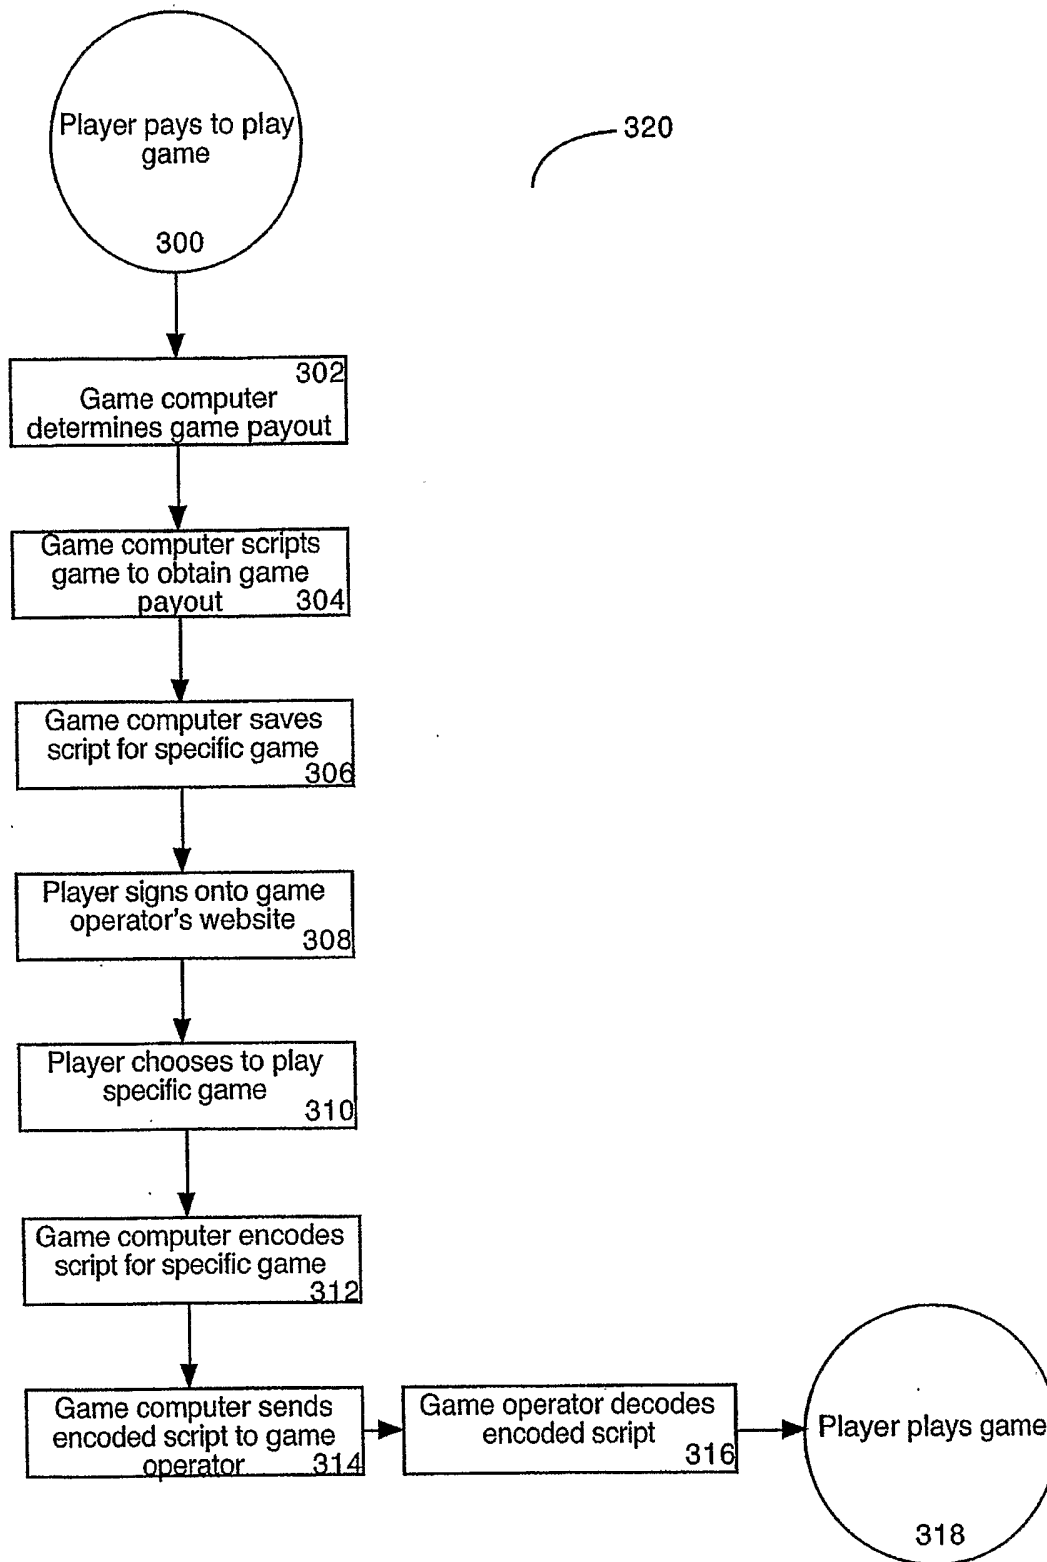 Player pays to play
game
300
320
302
Game computer
determines game payout
Game computer scripts
game to obtain game
payout 304
Game computer saves
script for specific game
306
Player signs onto game
operator's website
308
Player chooses to play
specific game
310
Game computer encodes
script for specific game
312
Game computer sends
encoded script to game
operator 314
Game operator decodes
encoded script
316
Player plays game
318